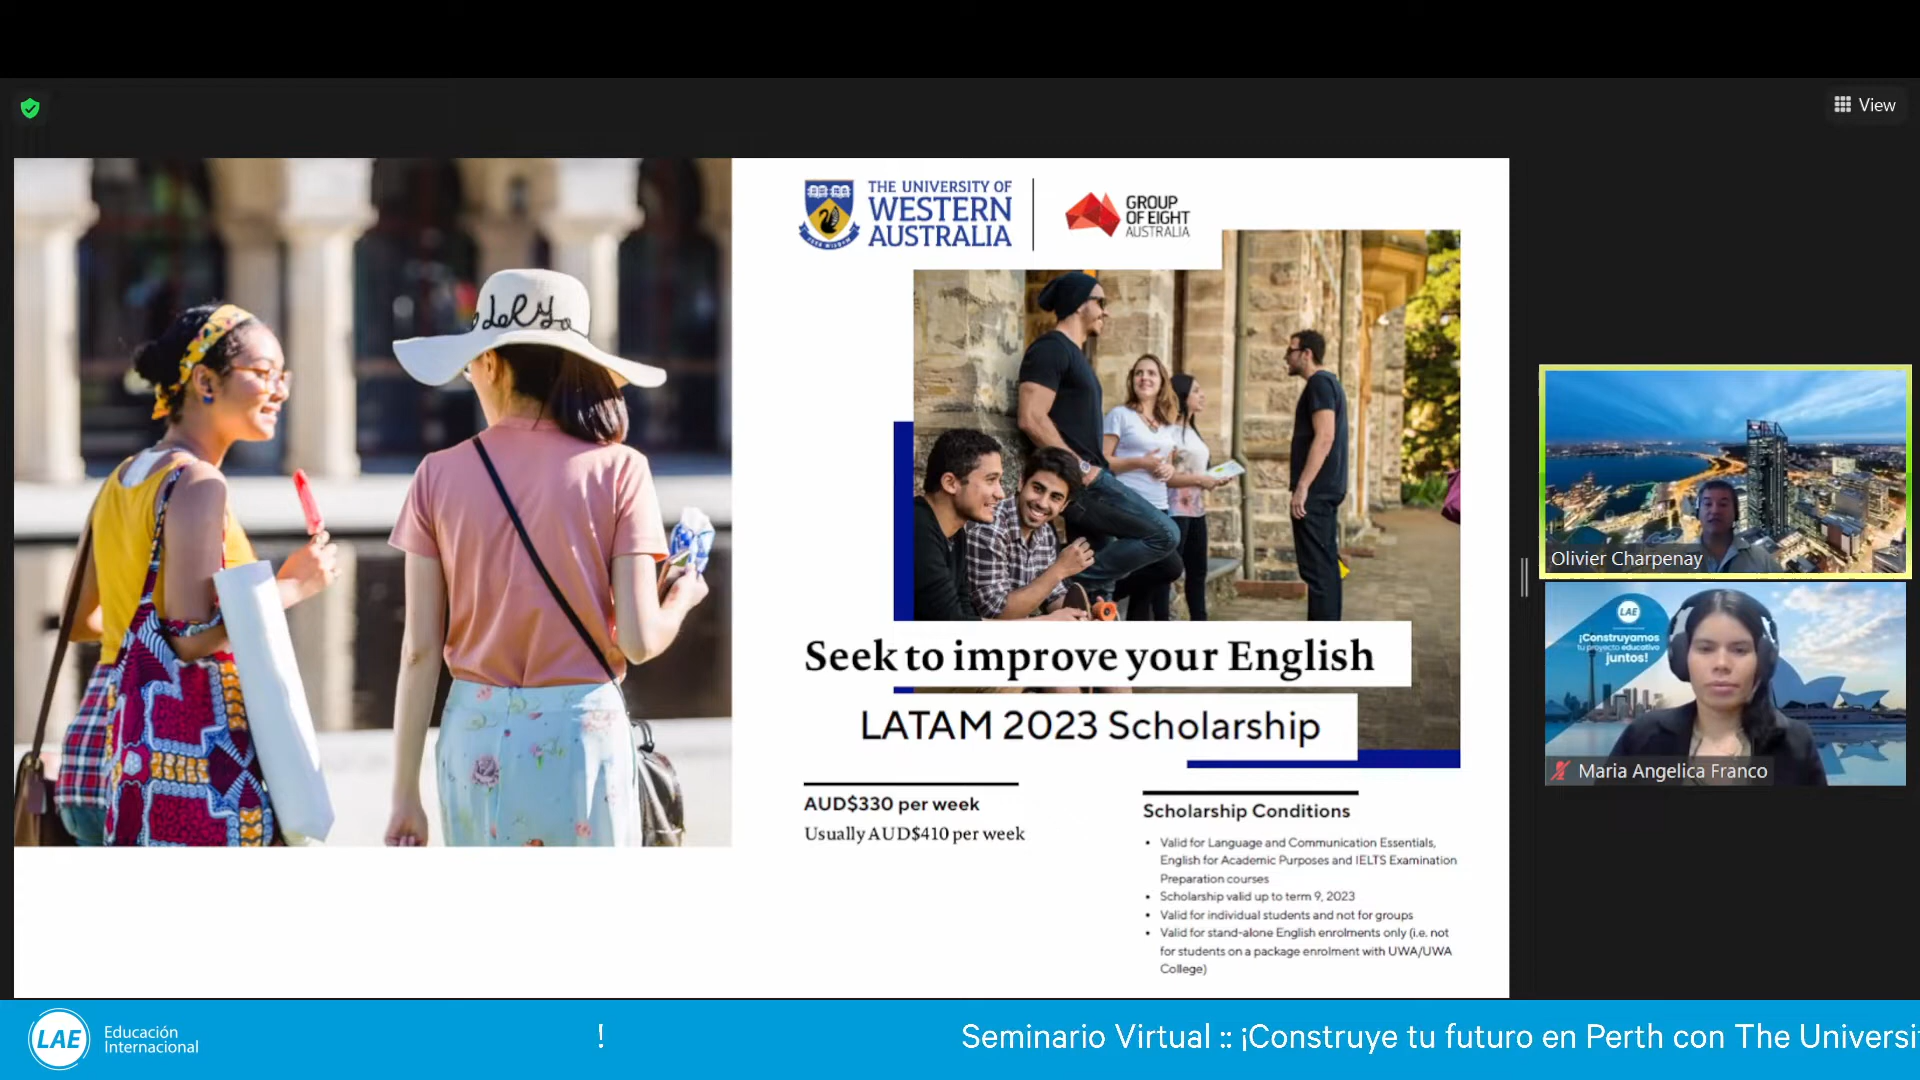 View
THE UNIVERSITY OF
WESTERN
AUSTRALIA
GROUP
OF EIGHT
AUSTRALIA
Seek to improve your English
LATAM 2023 Scholarship
AUD$330 per week
Usually AUD$410 per week
Scholarship Conditions
• Valid for Language and Communication Essentials,
English for Academic Purposes and IELTS Examination
Preparation courses
• Scholarship valid up to term 9, 2023
• Valid for individual students and not for groups
• Valid for stand-alone English enrolments only (i.e. not
for students on a package enrolment with UWA/UWA
College)
Olivier Charpenay
LAE
¡Construyamos
tu proyecto educativo
juntos!
Maria Angelica Franco
LAE
Educación
Internacional
!
Seminario Virtual :: ¡Construye tu futuro en Perth con The Universi